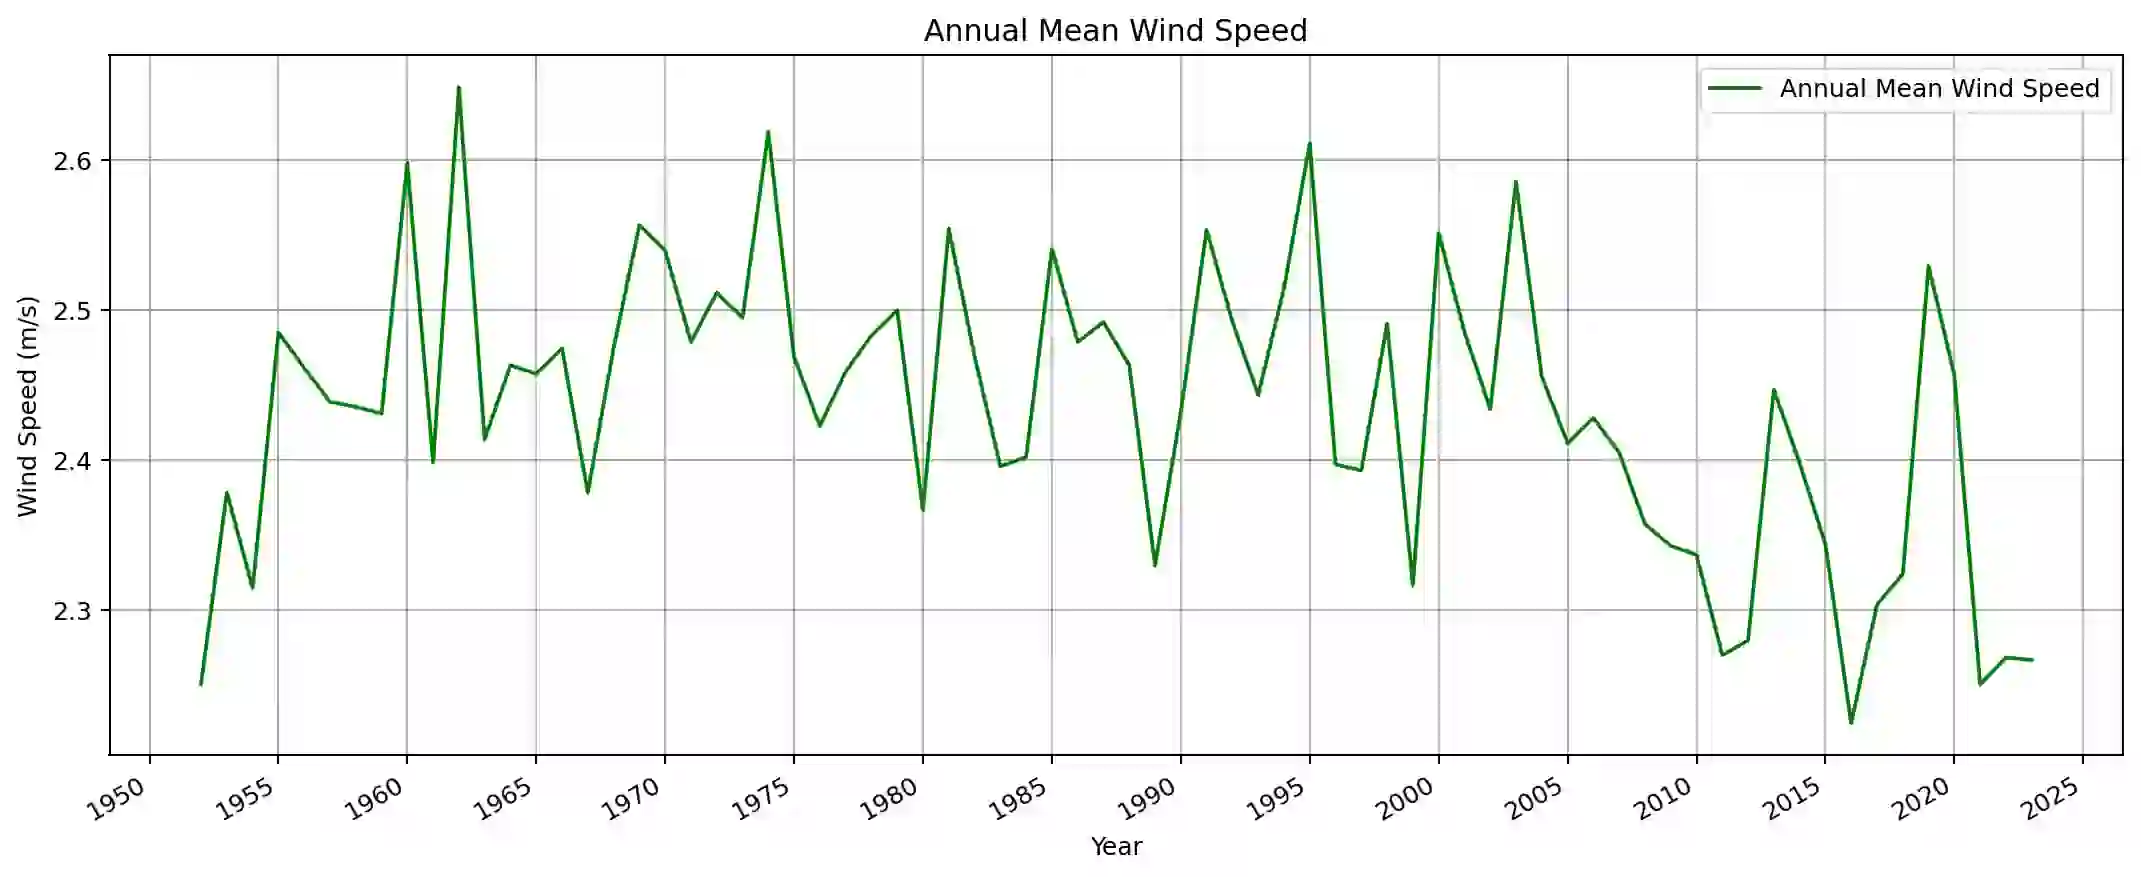 Annual Mean Wind Speed
Annual Mean Wind Speed
2.6
2.5
2.4
2.3
Wind Speed (m/s)
1950 1955 1960 1965 1970 1975 1980 1985 1990 1995 2000 2005 2010 2015 2020 2025
Year